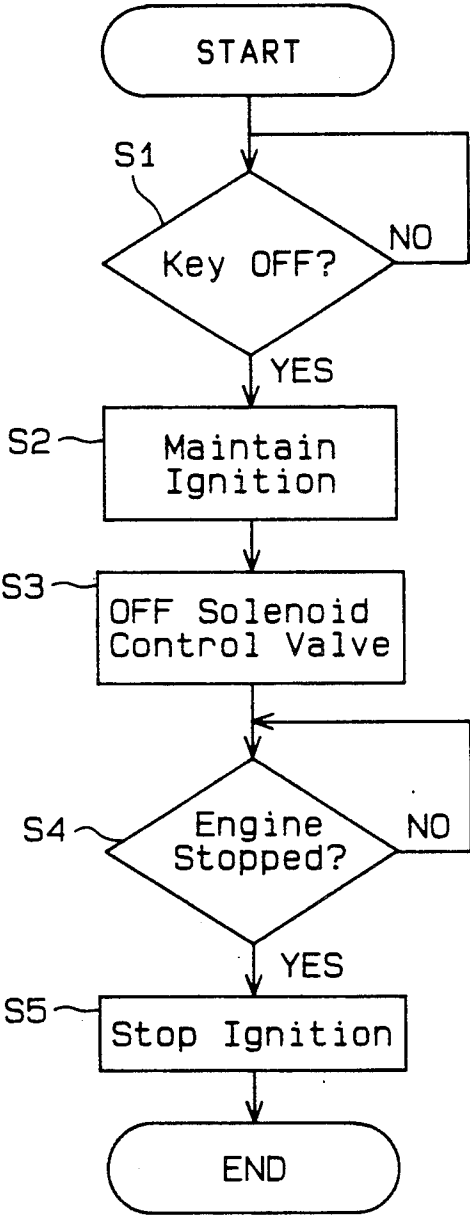 START
S1
Key OFF?
NO
YES
S2
Maintain
Ignition
S3
OFF Solenoid
Control Valve
S4
Engine
Stopped?
NO
YES
S5
Stop Ignition
END